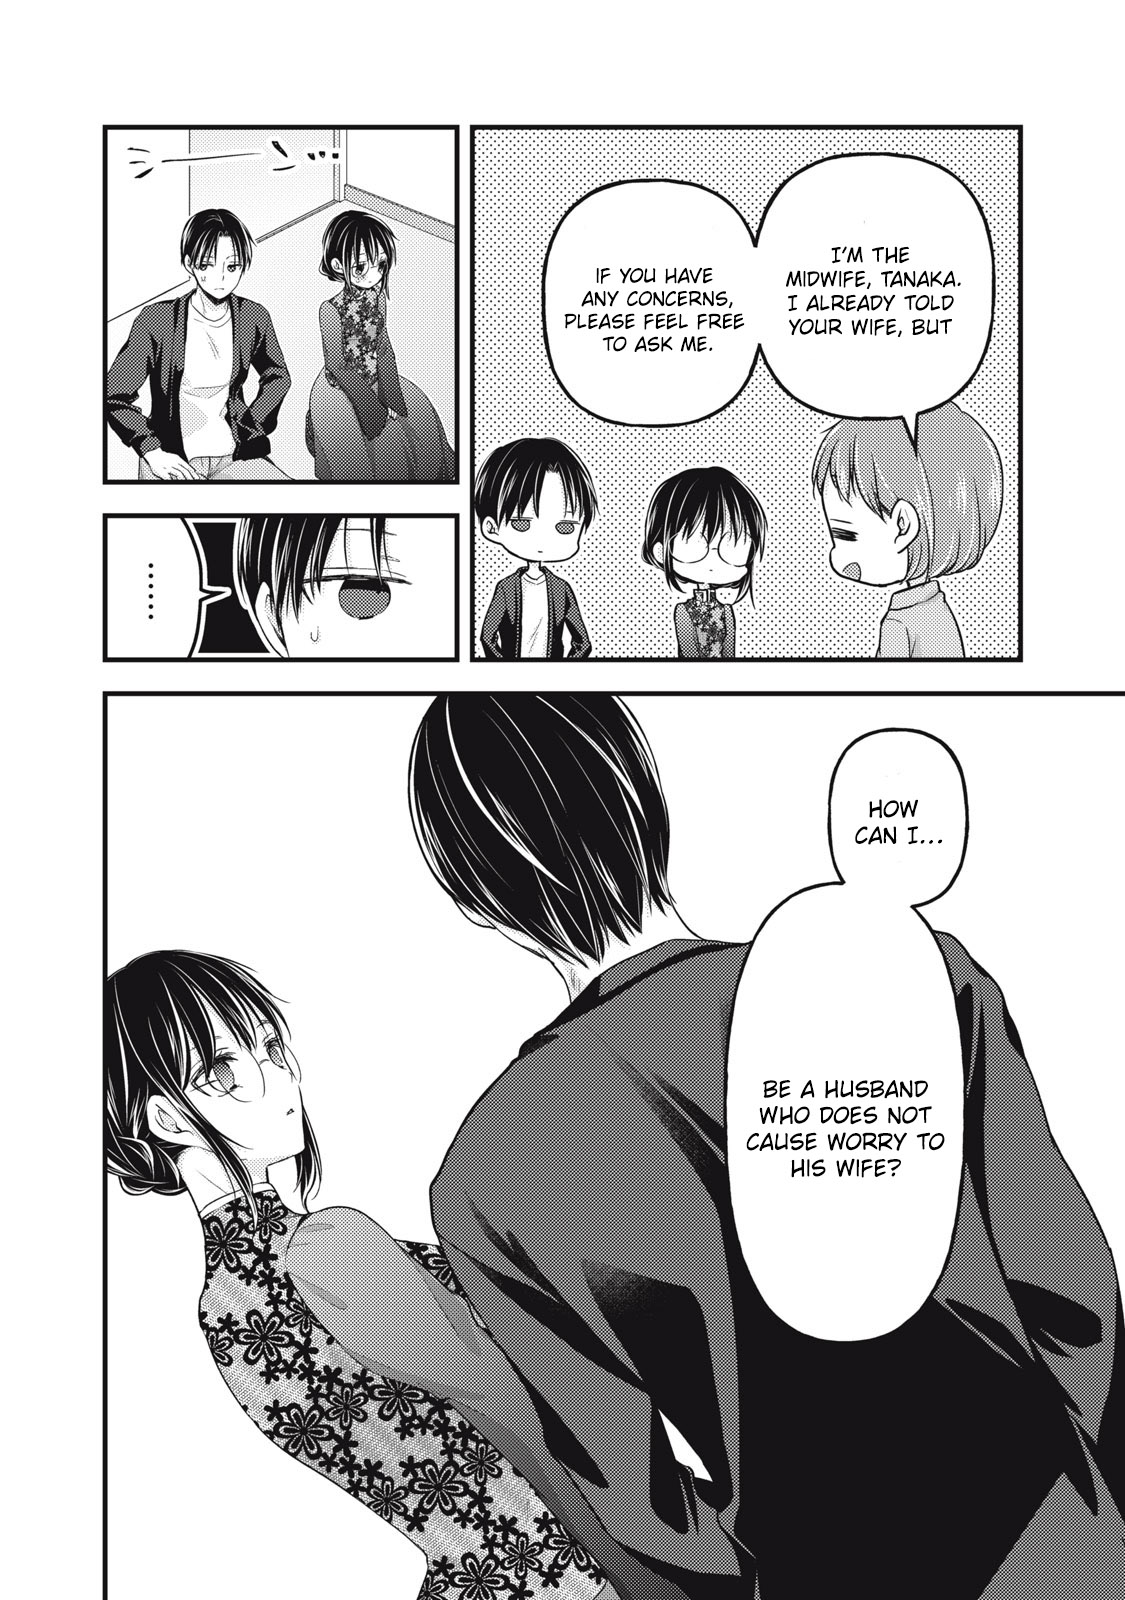 I'M THE
MIDWIFE, TANAKA.
I ALREADY TOLD
YOUR WIFE, BUT
IF YOU HAVE
ANY CONCERNS,
PLEASE FEEL FREE
TO ASK ME.
......
HOW
CAN I...
BE A HUSBAND
WHO DOES NOT
CAUSE WORRY TO
HIS WIFE?